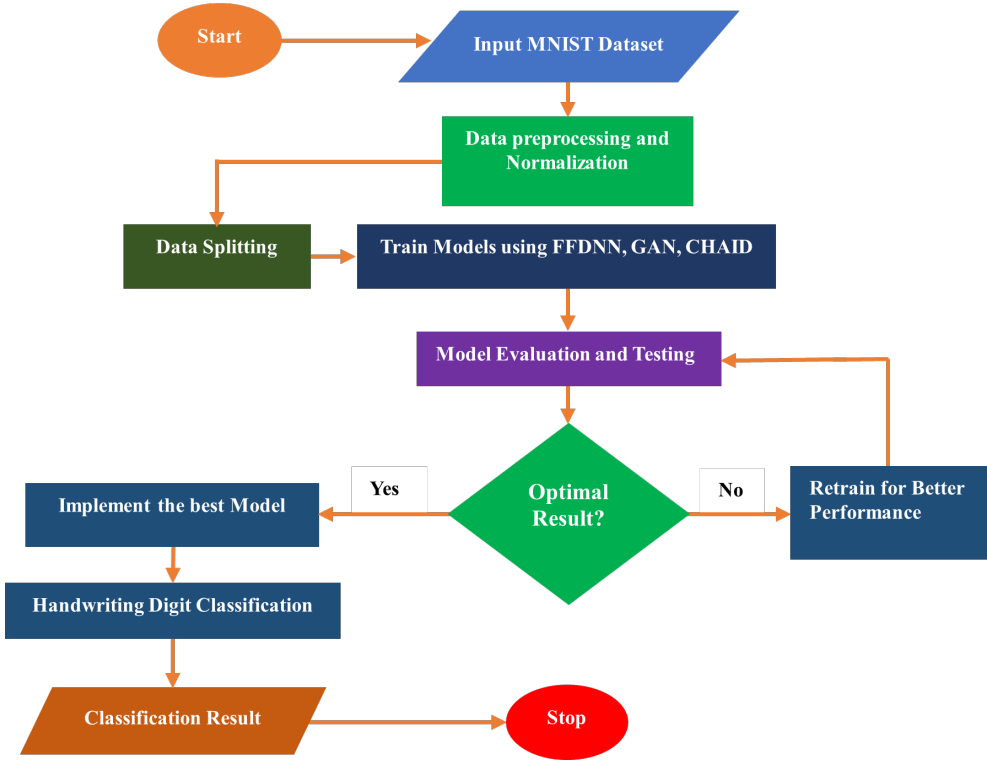 Start
Input MNIST Dataset
Data preprocessing and
Normalization
Data Splitting
Train Models using FFDNN, GAN, CHAID
Model Evaluation and Testing
Optimal
Result?
Yes
No
Implement the best Model
Retrain for Better
Performance
Handwriting Digit Classification
Classification Result
Stop